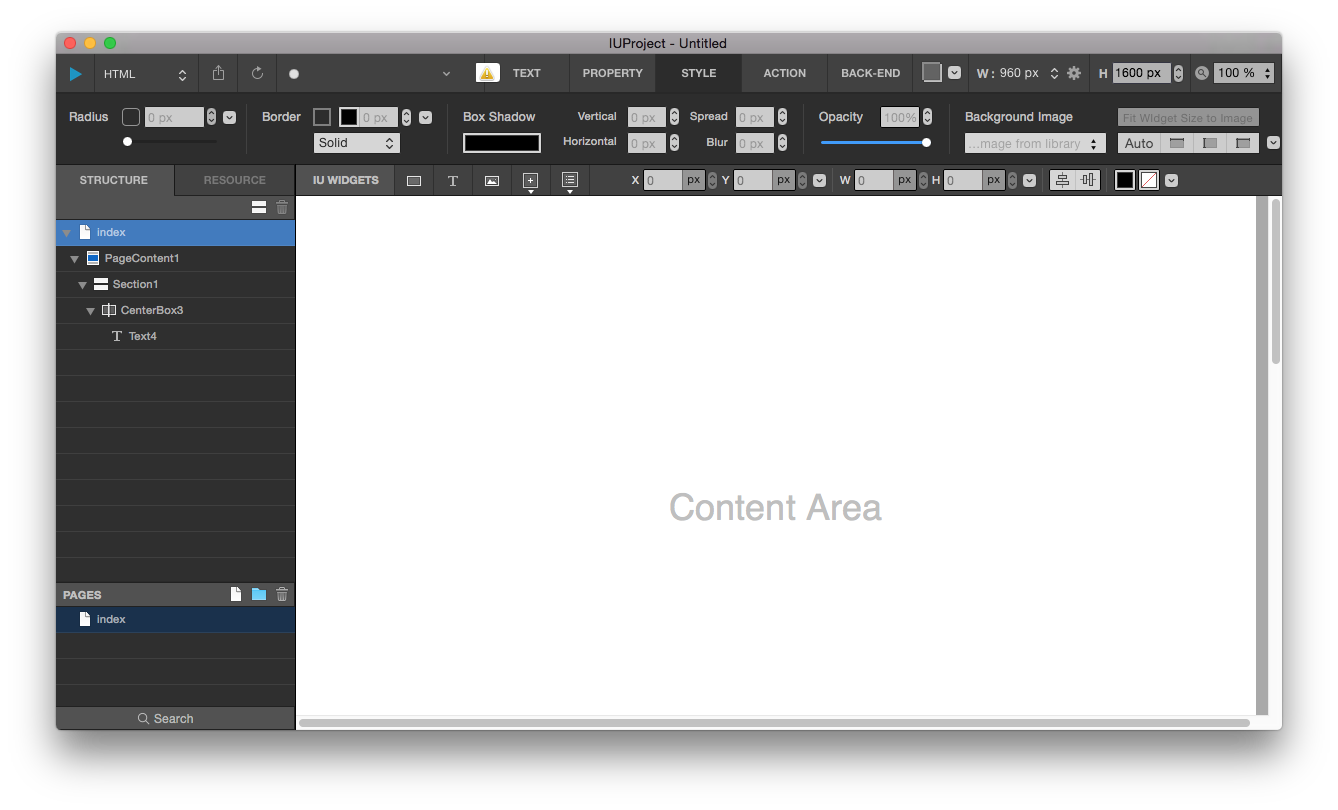 IUProject - Untitled
HTML TEXT PROPERTY STYLE ACTION BACK-END W : 960 px H 1600 px 100 %
Radius 0 px Border 0 px Box Shadow Vertical 0 px Spread 0 px Opacity 100% Background Image Fit Widget Size to Image
Solid Horizontal 0 px Blur 0 px ...mage from library Auto
STRUCTURE RESOURCE IU WIDGETS T X 0 px Y 0 px W 0 px H 0 px
index
PageContent1
Section1
CenterBox3
T Text4
Content Area
PAGES
index
Search